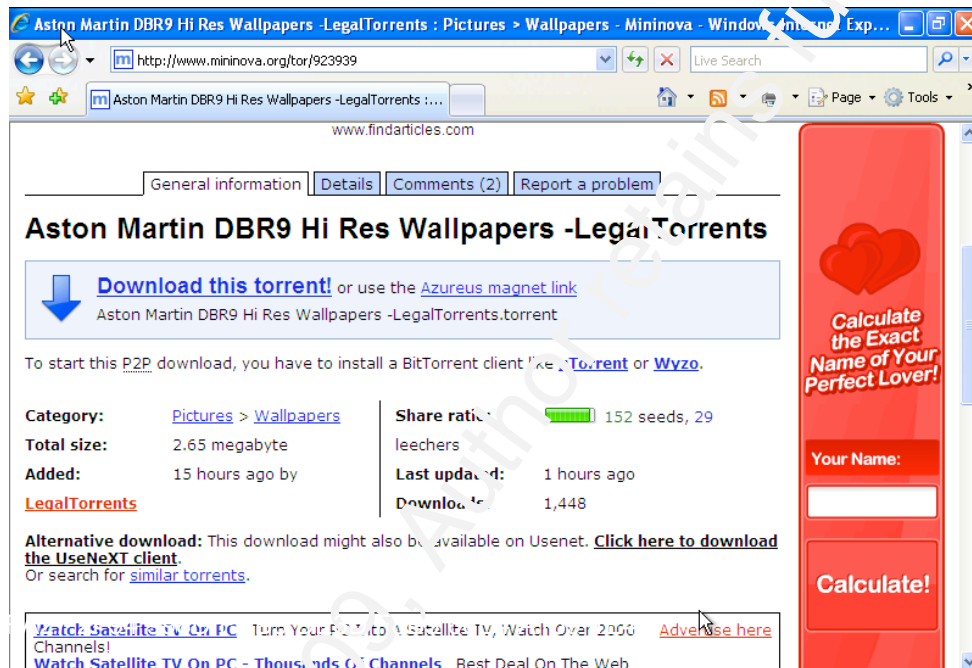 Aston Martin DBR9 Hi Res Wallpapers -LegalTorrents : Pictures > Wallpapers - Mininova - Windows Internet Exp...
http://www.mininova.org/tor/923939
Live Search
Aston Martin DBR9 Hi Res Wallpapers -LegalTorrents :...
Page
Tools
www.findarticles.com
General information Details Comments (2) Report a problem
Aston Martin DBR9 Hi Res Wallpapers -LegalTorrents
Download this torrent! or use the Azureus magnet link
Aston Martin DBR9 Hi Res Wallpapers -LegalTorrents.torrent
To start this P2P download, you have to install a BitTorrent client like µTorrent or Wyzo.
Category: Pictures > Wallpapers
Total size: 2.65 megabyte
Added: 15 hours ago by
LegalTorrents
Share ratio: 152 seeds, 29
leechers
Last updated: 1 hours ago
Downloads: 1,448
Alternative download: This download might also be available on Usenet. Click here to download
the UseNeXT client.
Or search for similar torrents.
Watch Satellite TV On PC Turn Your PC Into A Satellite TV, Watch Over 2000
Channels!
Advertise here
Watch Satellite TV On PC - Thousands Of Channels Best Deal On The Web
Calculate
the Exact
Name of Your
Perfect Lover!
Your Name:
Calculate!
Author retains fu